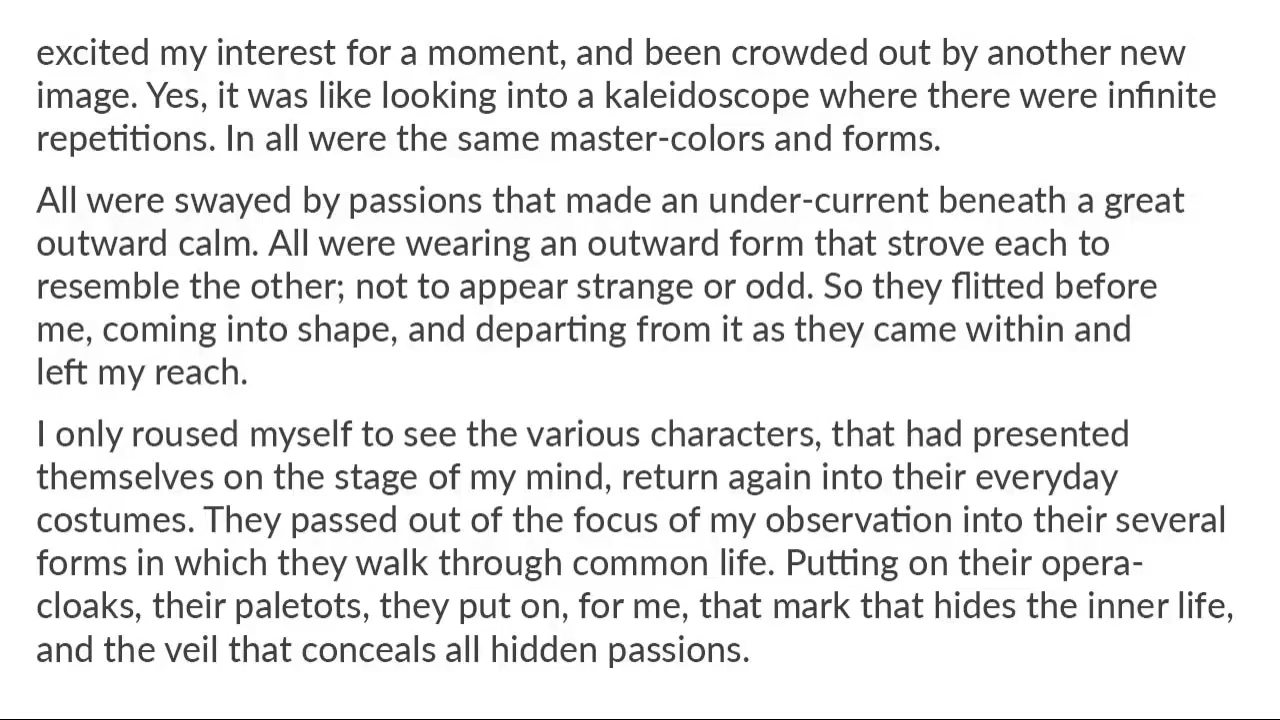 excited my interest for a moment, and been crowded out by another new
image. Yes, it was like looking into a kaleidoscope where there were infinite
repetitions. In all were the same master-colors and forms.
All were swayed by passions that made an under-current beneath a great
outward calm. All were wearing an outward form that strove each to
resemble the other; not to appear strange or odd. So they flitted before
me, coming into shape, and departing from it as they came within and
left my reach.
I only roused myself to see the various characters, that had presented
themselves on the stage of my mind, return again into their everyday
costumes. They passed out of the focus of my observation into their several
forms in which they walk through common life. Putting on their opera-
cloaks, their paletots, they put on, for me, that mark that hides the inner life,
and the veil that conceals all hidden passions.